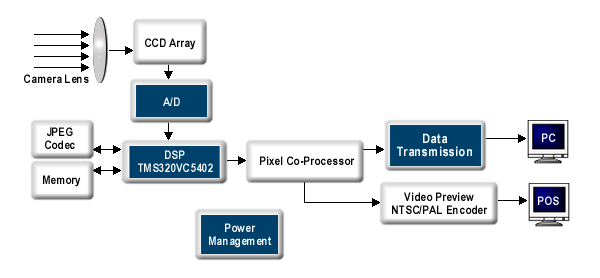 CCD Array
Camera Lens
A/D
JPEG
Codec
DSP
TMS320VC5402
Memory
Pixel Co-Processor
Data
Transmission
PC
Video Preview
NTSC/PAL Encoder
POS
Power
Management